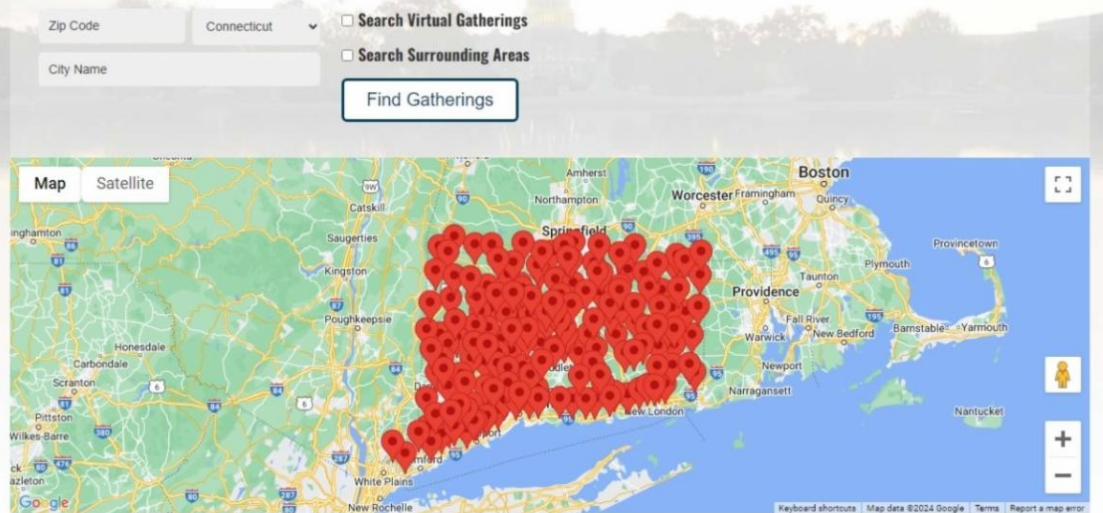 Zip Code
Connecticut
Search Virtual Gatherings
City Name
Search Surrounding Areas
Find Gatherings
Map
Satellite
Amherst
Boston
Catskill
Northampton
Worcester
Framingham
Quincy
Springfield
Saugerties
Provincetown
Kingston
Plymouth
Taunton
Providence
Poughkeepsie
Fall River
New Bedford
Barnstable
Yarmouth
Warwick
Honesdale
Carbondale
Newport
Scranton
Narragansett
Pittston
New London
Nantucket
Wilkes-Barre
White Plains
New Rochelle
Google
Keyboard shortcuts
Map data ©2024 Google
Terms
Report a map error